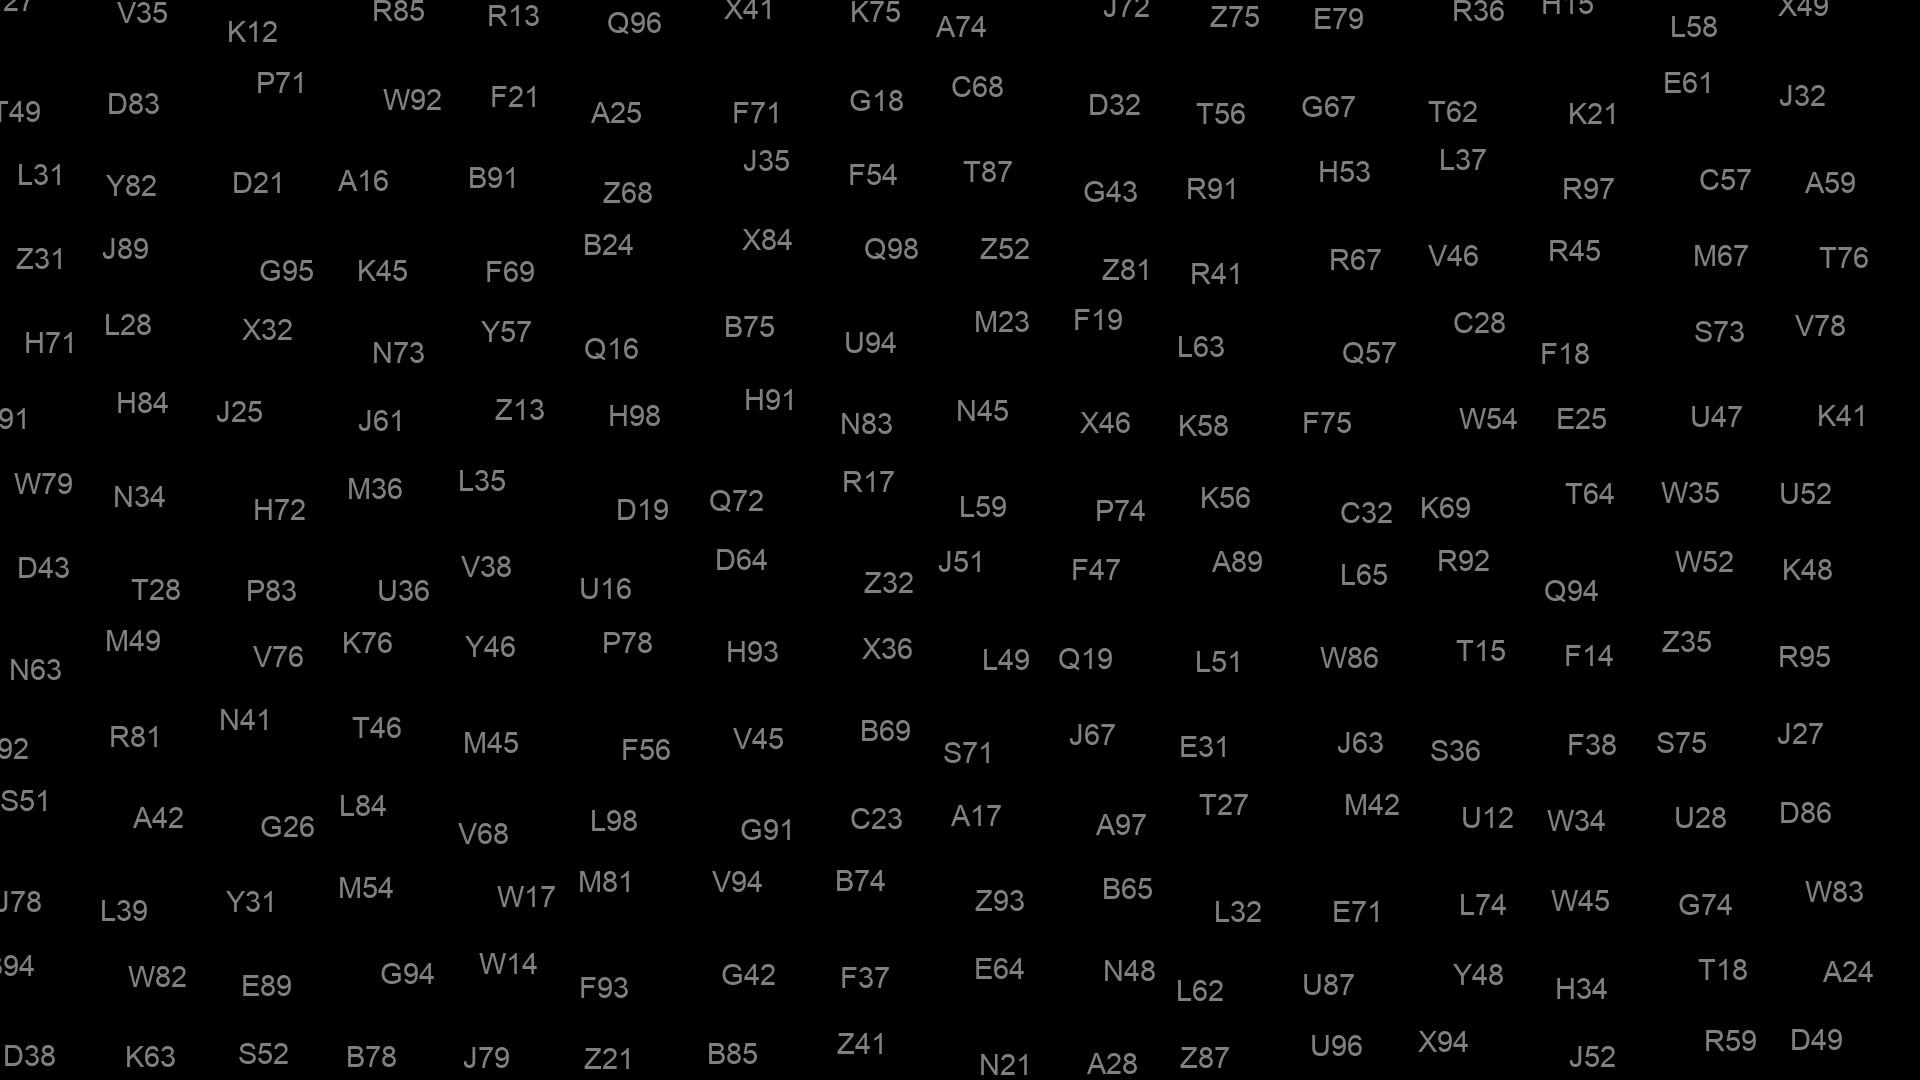 V35 K12 R85 R13 Q96 X41 K75 A74 J72 Z75 E79 R36 H15 L58 X49
T49 D83 P71 W92 F21 A25 F71 G18 C68 D32 T56 G67 T62 K21 E61 J32
L31 Y82 D21 A16 B91 Z68 J35 F54 T87 G43 R91 H53 L37 R97 C57 A59
Z31 J89 G95 K45 F69 B24 X84 Q98 Z52 Z81 R41 R67 V46 R45 M67 T76
H71 L28 X32 N73 Y57 Q16 B75 U94 M23 F19 L63 Q57 C28 F18 S73 V78
91 H84 J25 J61 Z13 H98 H91 N83 N45 X46 K58 F75 W54 E25 U47 K41
W79 N34 H72 M36 L35 D19 Q72 R17 L59 P74 K56 C32 K69 T64 W35 U52
D43 T28 P83 U36 V38 U16 D64 Z32 J51 F47 A89 L65 R92 Q94 W52 K48
N63 M49 V76 K76 Y46 P78 H93 X36 L49 Q19 L51 W86 T15 F14 Z35 R95
92 R81 N41 T46 M45 F56 V45 B69 S71 J67 E31 J63 S36 F38 S75 J27
S51 A42 G26 L84 V68 L98 G91 C23 A17 A97 T27 M42 U12 W34 U28 D86
J78 L39 Y31 M54 W17 M81 V94 B74 Z93 B65 L32 E71 L74 W45 G74 W83
94 W82 E89 G94 W14 F93 G42 F37 E64 N48 L62 U87 Y48 H34 T18 A24
D38 K63 S52 B78 J79 Z21 B85 Z41 N21 A28 Z87 U96 X94 J52 R59 D49